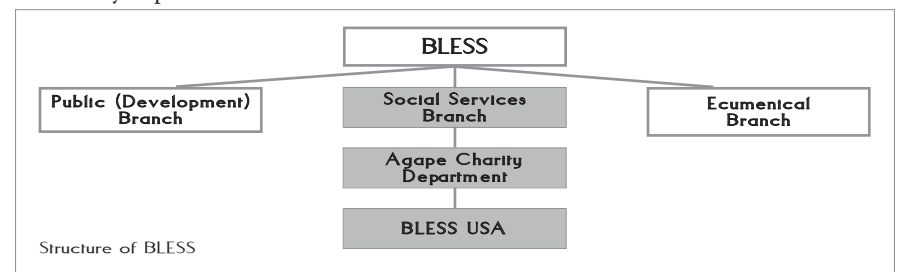 BLESS
Public (Development)
Branch
Social Services
Branch
Ecumenical
Branch
Agape Charity
Department
BLESS USA
Structure of BLESS